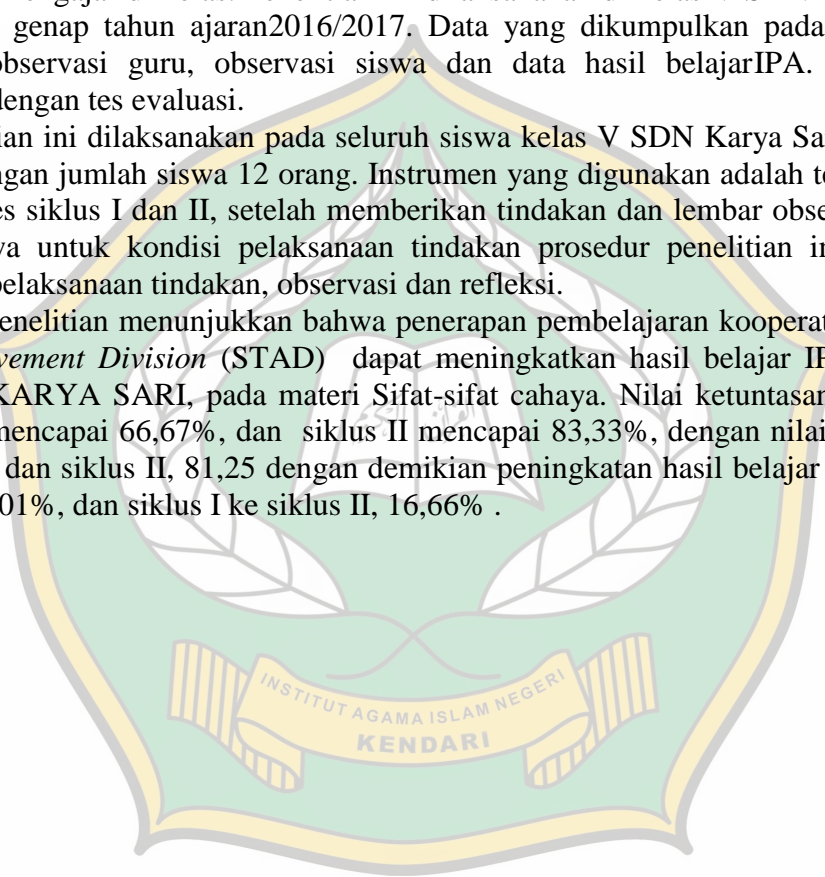 genap tahun ajaran2016/2017. Data yang dikumpulkan pada
observasi guru, observasi siswa dan data hasil belajarIPA.
dengan tes evaluasi.
ian ini dilaksanakan pada seluruh siswa kelas V SDN Karya Sa
ngan jumlah siswa 12 orang. Instrumen yang digunakan adalah te
es siklus I dan II, setelah memberikan tindakan dan lembar obse
ya untuk kondisi pelaksanaan tindakan prosedur penelitian in
pelaksanaan tindakan, observasi dan refleksi.
enelitian menunjukkan bahwa penerapan pembelajaran kooperat
vement Division (STAD) dapat meningkatkan hasil belajar IP
KARYA SARI, pada materi Sifat-sifat cahaya. Nilai ketuntasan
mencapai 66,67%, dan siklus II mencapai 83,33%, dengan nilai
dan siklus II, 81,25 dengan demikian peningkatan hasil belajar
01%, dan siklus I ke siklus II, 16,66% .
INSTITUT AGAMA ISLAM NEGERI
KENDARI